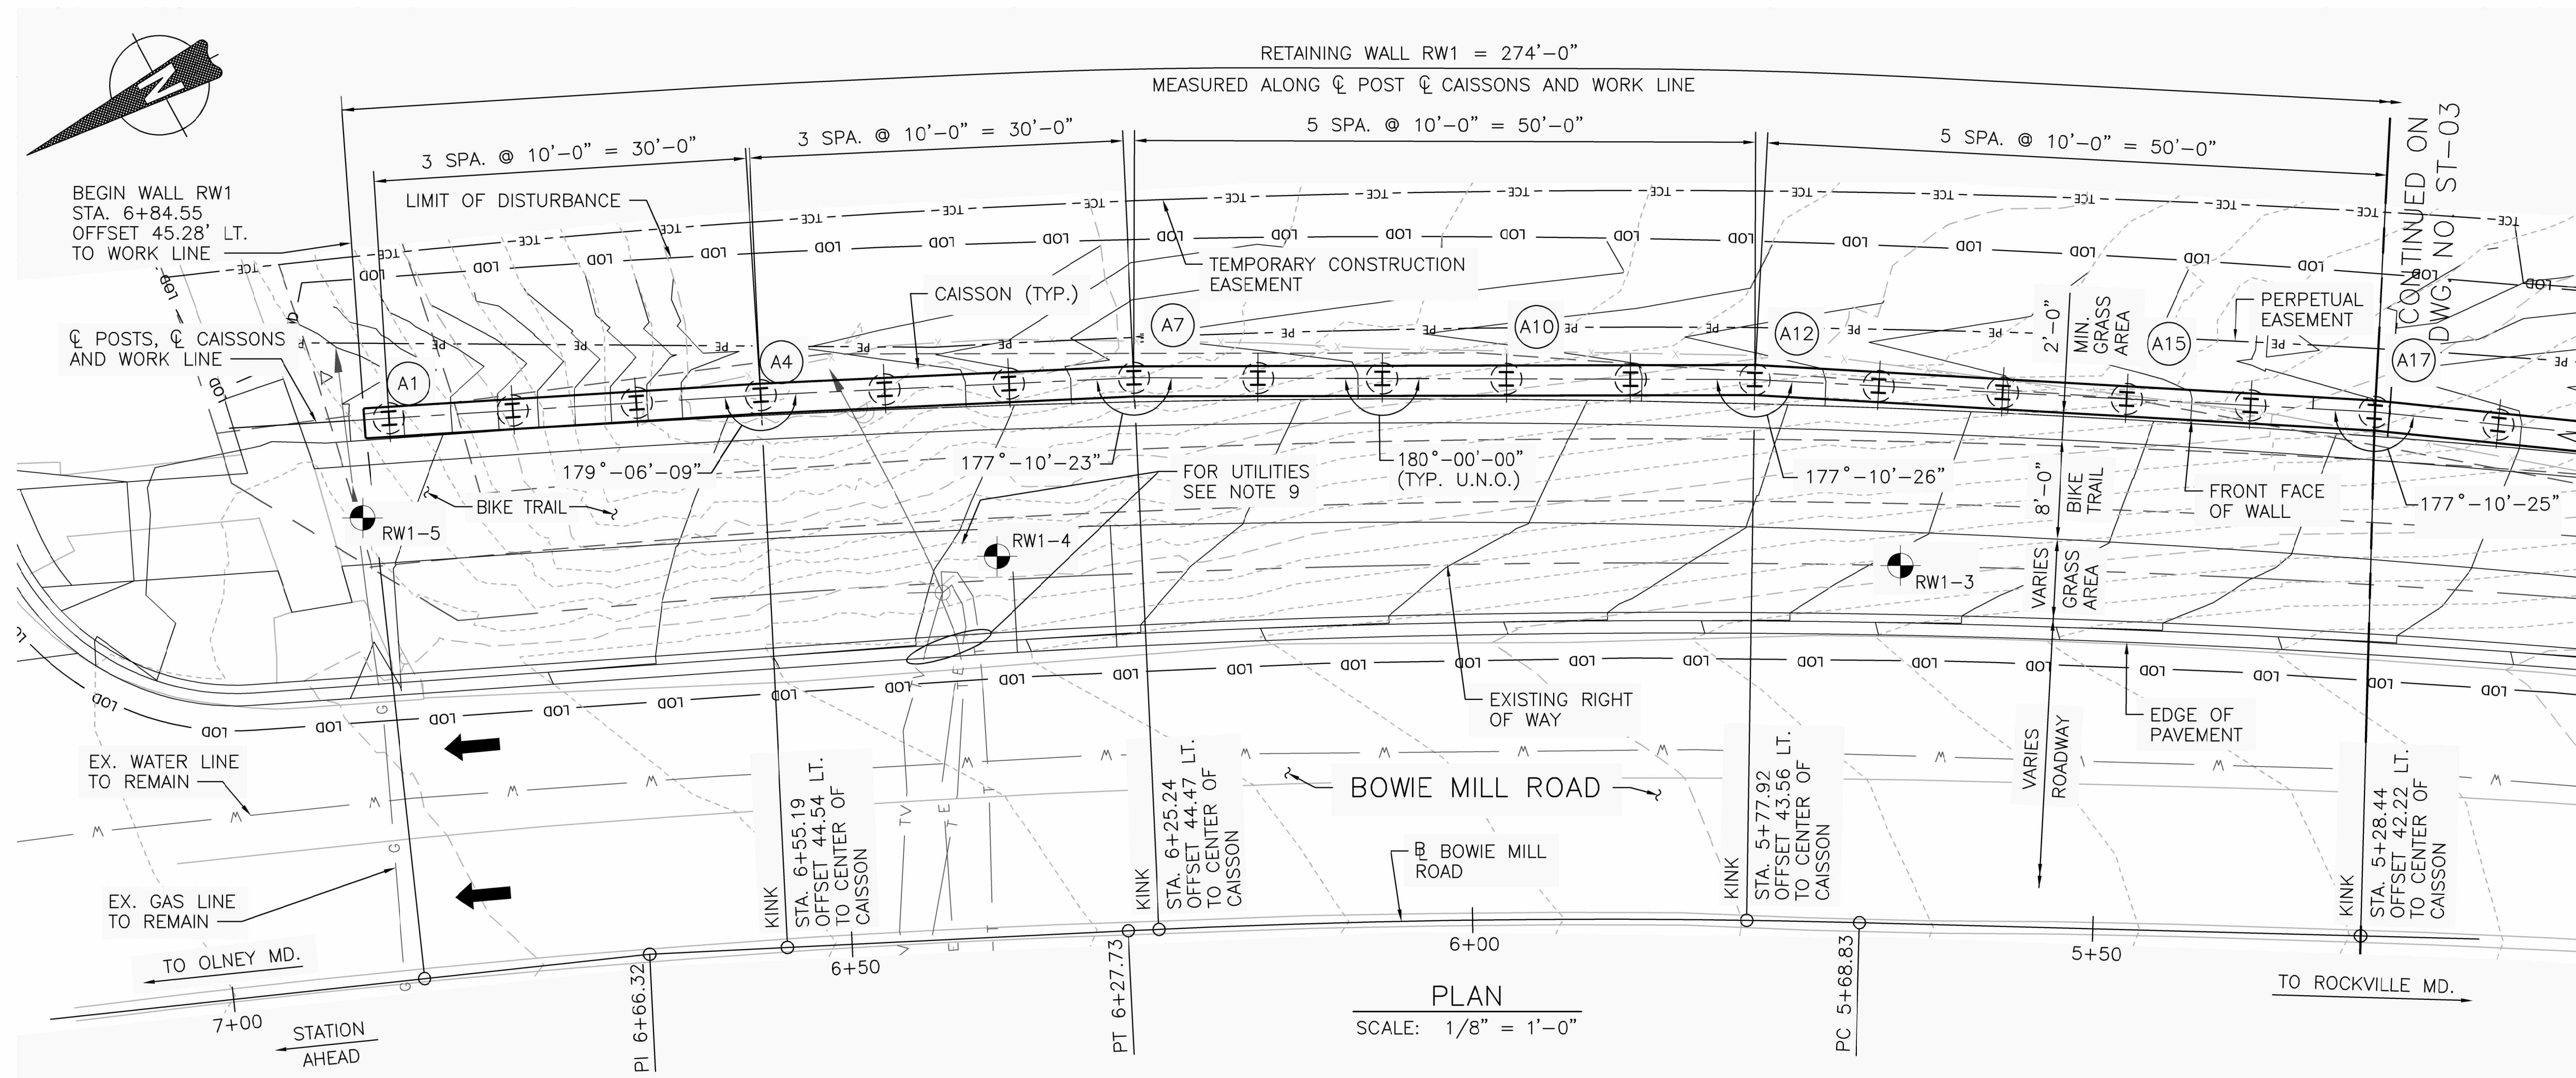 RETAINING WALL RW1 = 274'-0"
MEASURED ALONG ℄ POST ℄ CAISSONS AND WORK LINE
N
3 SPA. @ 10'-0" = 30'-0"
3 SPA. @ 10'-0" = 30'-0"
5 SPA. @ 10'-0" = 50'-0"
5 SPA. @ 10'-0" = 50'-0"
CONTINUED ON
DWG. NO. ST-03
BEGIN WALL RW1
STA. 6+84.55
OFFSET 45.28' LT.
TO WORK LINE
LIMIT OF DISTURBANCE
TCE
LOD
TEMPORARY CONSTRUCTION
EASEMENT
CAISSON (TYP.)
PERPETUAL
EASEMENT
PE
℄ POSTS, ℄ CAISSONS
AND WORK LINE
A1
A4
A7
A10
A12
A15
A17
2'-0"
MIN.
GRASS
AREA
179°-06'-09"
177°-10'-23"
180°-00'-00"
(TYP. U.N.O.)
177°-10'-26"
177°-10'-25"
FOR UTILITIES
SEE NOTE 9
BIKE TRAIL
8'-0"
BIKE
TRAIL
FRONT FACE
OF WALL
RW1-5
RW1-4
RW1-3
VARIES
GRASS
AREA
EXISTING RIGHT
OF WAY
EDGE OF
PAVEMENT
VARIES
ROADWAY
EX. WATER LINE
TO REMAIN
W
BOWIE MILL ROAD
EX. GAS LINE
TO REMAIN
G
TV
E
T
KINK
STA. 6+55.19
OFFSET 44.54 LT.
TO CENTER OF
CAISSON
KINK
STA. 6+25.24
OFFSET 44.47 LT.
TO CENTER OF
CAISSON
KINK
STA. 5+77.92
OFFSET 43.56 LT.
TO CENTER OF
CAISSON
KINK
STA. 5+28.44
OFFSET 42.22 LT.
TO CENTER OF
CAISSON
BL BOWIE MILL
ROAD
TO OLNEY MD.
7+00
6+50
6+00
5+50
STATION
AHEAD
PI 6+66.32
PT 6+27.73
PC 5+68.83
TO ROCKVILLE MD.
PLAN
SCALE: 1/8" = 1'-0"